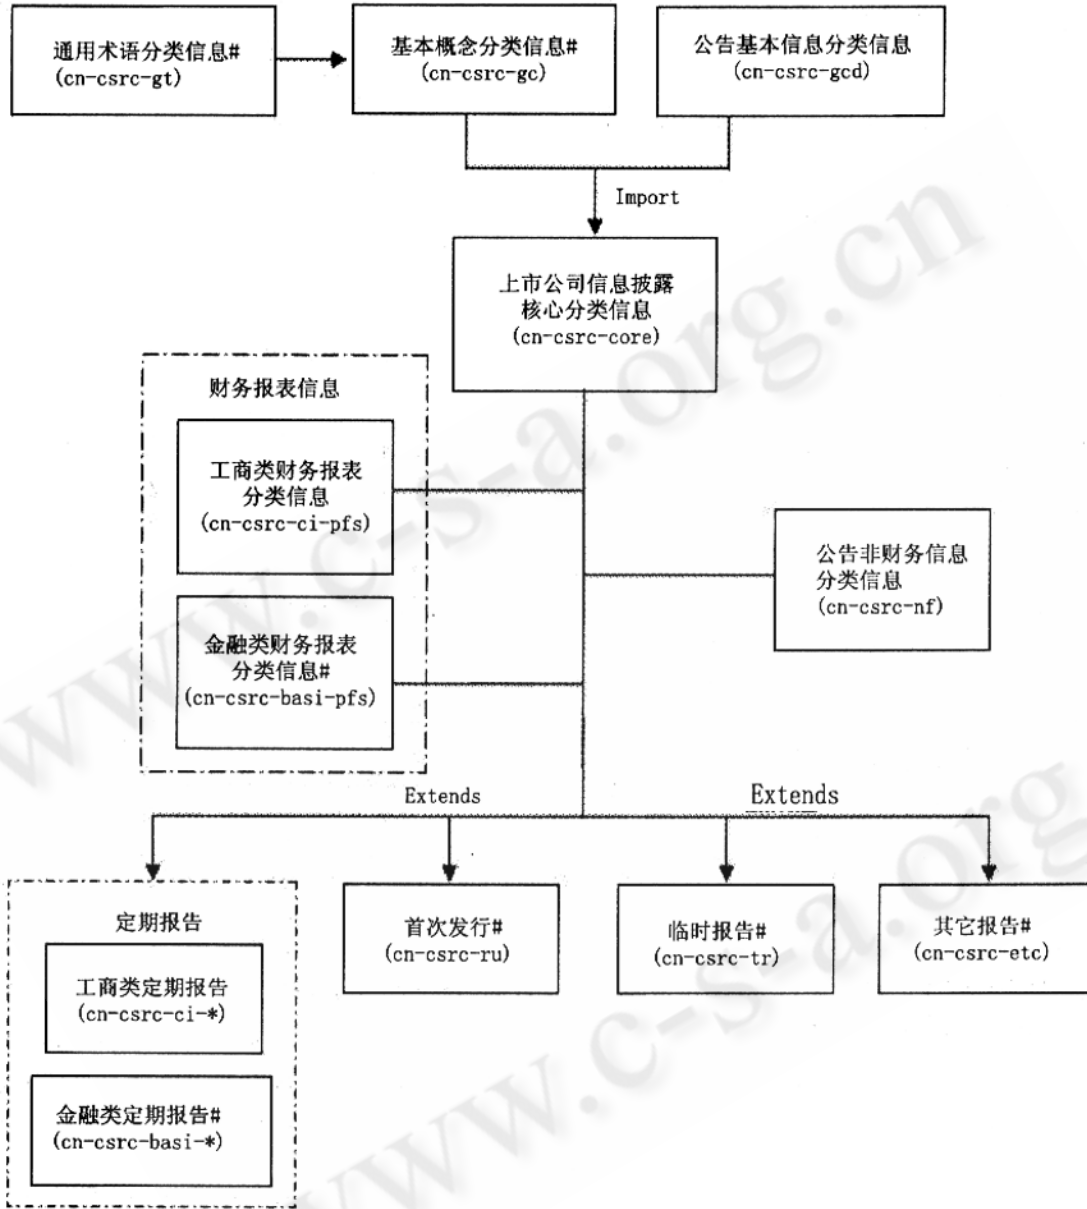 通用术语分类信息#
(cn-csrc-gt)
基本概念分类信息#
(cn-csrc-gc)
公告基本信息分类信息
(cn-csrc-gcd)
Import
上市公司信息披露
核心分类信息
(cn-csrc-core)
财务报表信息
工商类财务报表
分类信息
(cn-csrc-ci-pfs)
公告非财务信息
分类信息
(cn-csrc-nf)
金融类财务报表
分类信息#
(cn-csrc-basi-pfs)
Extends
Extends
定期报告
工商类定期报告
(cn-csrc-ci-*)
金融类定期报告#
(cn-csrc-basi-*)
首次发行#
(cn-csrc-ru)
临时报告#
(cn-csrc-tr)
其它报告#
(cn-csrc-etc)
www.c-s-a.org.cn
www.c-s-a.org